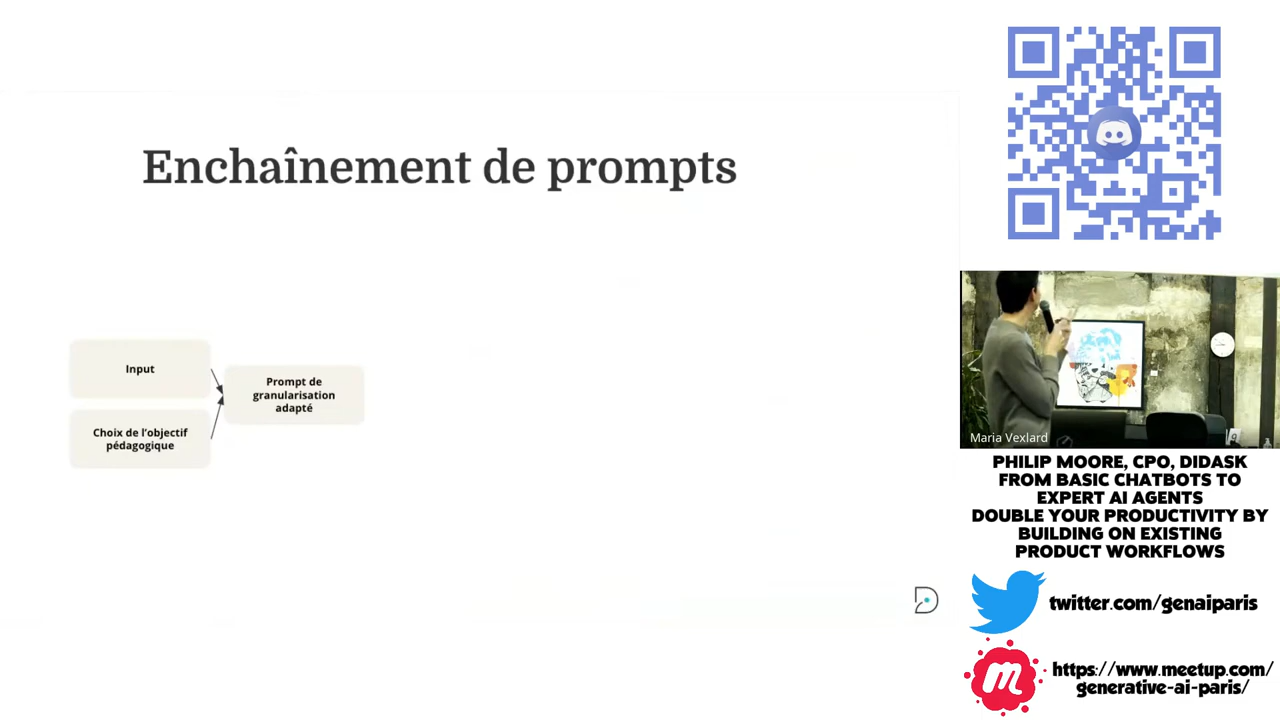 Enchaînement de prompts
Input
Choix de l'objectif
pédagogique
Prompt de
granularisation
adapté
Maria Vexlard
PHILIP MOORE, CPO, DIDASK
FROM BASIC CHATBOTS TO
EXPERT AI AGENTS
DOUBLE YOUR PRODUCTIVITY BY
BUILDING ON EXISTING
PRODUCT WORKFLOWS
twitter.com/genaiparis
https://www.meetup.com/
generative-ai-paris/